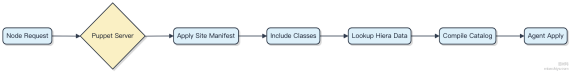 Node Request
Puppet Server
Apply Site Manifest
Include Classes
Lookup Hiera Data
Compile Catalog
Agent Apply